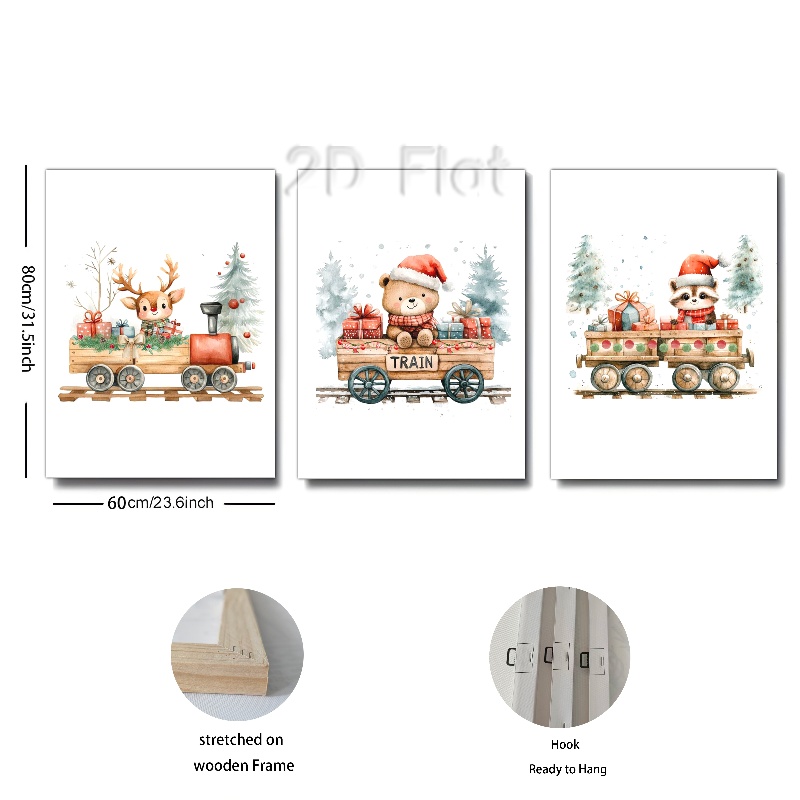 2D Flat
80cm/31.5inch
TRAIN
60cm/23.6inch
stretched on
wooden Frame
Hook
Ready to Hang